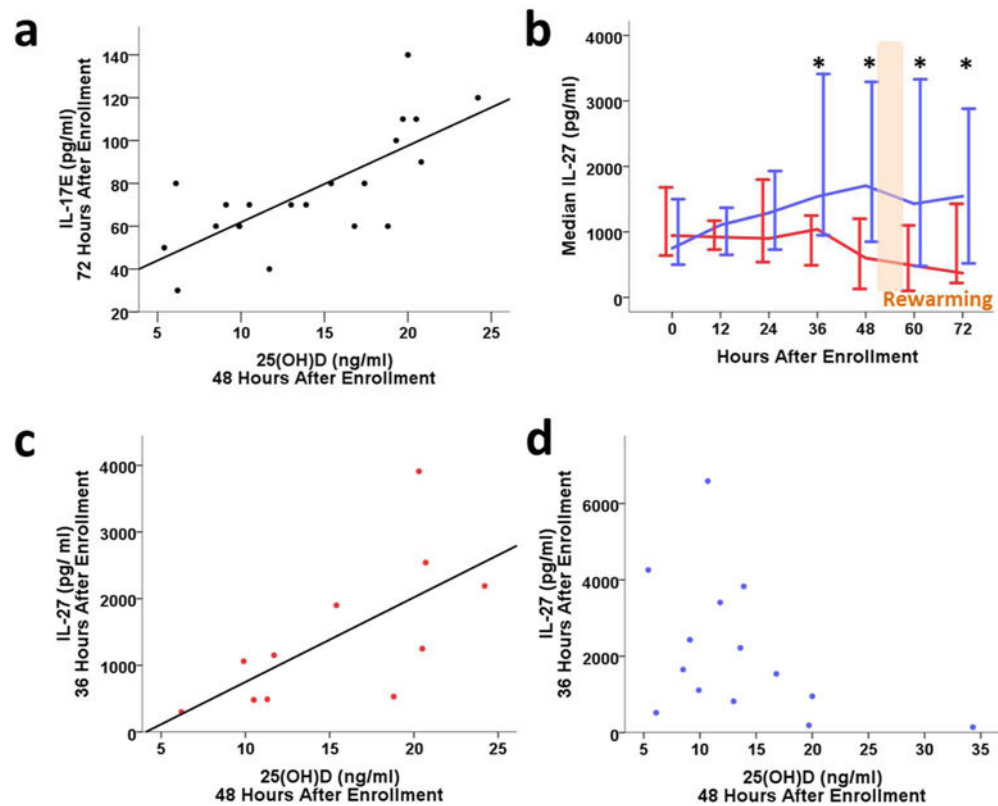 a
IL-17E (pg/ml)
72 Hours After Enrollment
140
120
100
80
60
40
20
5 10 15 20 25
25(OH)D (ng/ml)
48 Hours After Enrollment
b
Median IL-27 (pg/ml)
4000
3000
2000
1000
0
* * * *
Rewarming
0 12 24 36 48 60 72
Hours After Enrollment
c
IL-27 (pg/ ml)
36 Hours After Enrollment
4000
3000
2000
1000
0
5 10 15 20 25
25(OH)D (ng/ml)
48 Hours After Enrollment
d
IL-27 (pg/ml)
36 Hours After Enrollment
6000
4000
2000
0
5 10 15 20 25 30 35
25(OH)D (ng/ml)
48 Hours After Enrollment